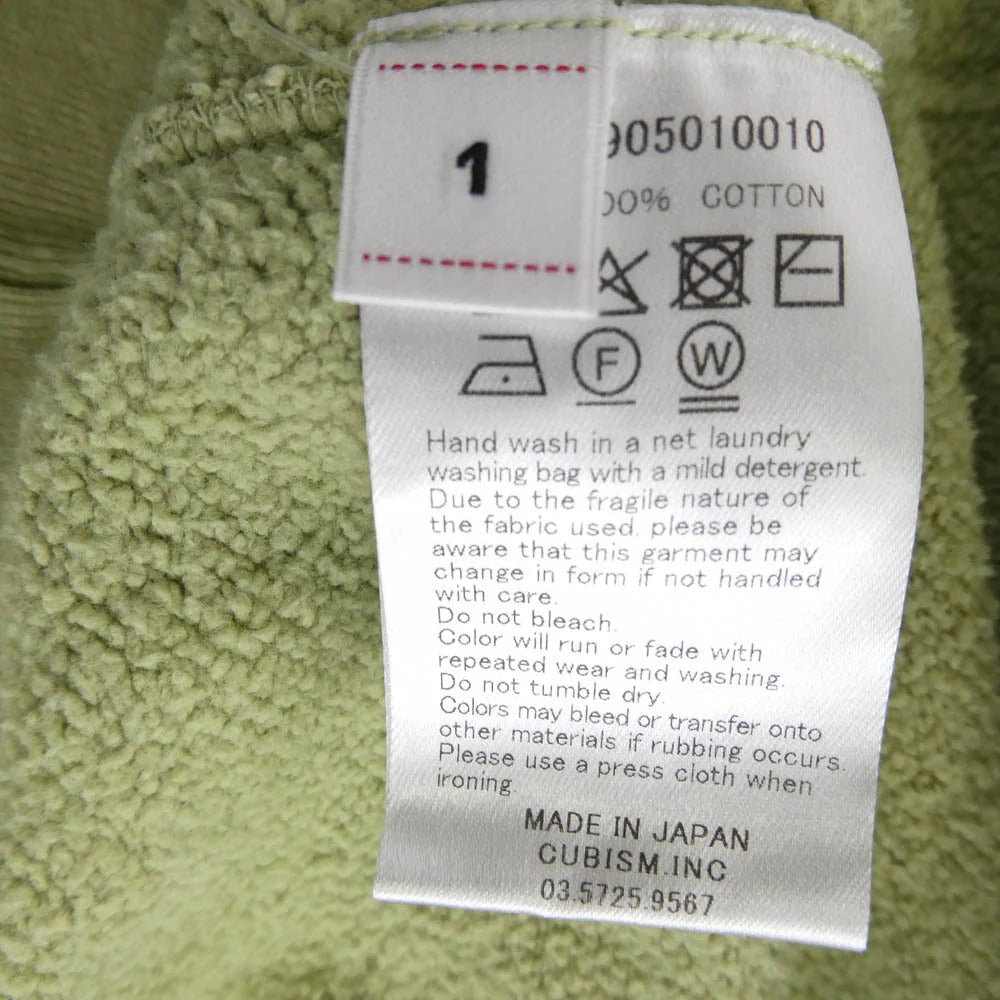 1
905010010
00% COTTON
F
W
Hand wash in a net laundry
washing bag with a mild detergent.
Due to the fragile nature of
the fabric used, please be
aware that this garment may
change in form if not handled
with care.
Do not bleach.
Color will run or fade with
repeated wear and washing.
Do not tumble dry.
Colors may bleed or transfer onto
other materials if rubbing occurs.
Please use a press cloth when
ironing.
MADE IN JAPAN
CUBISM.INC
03.5725.9567